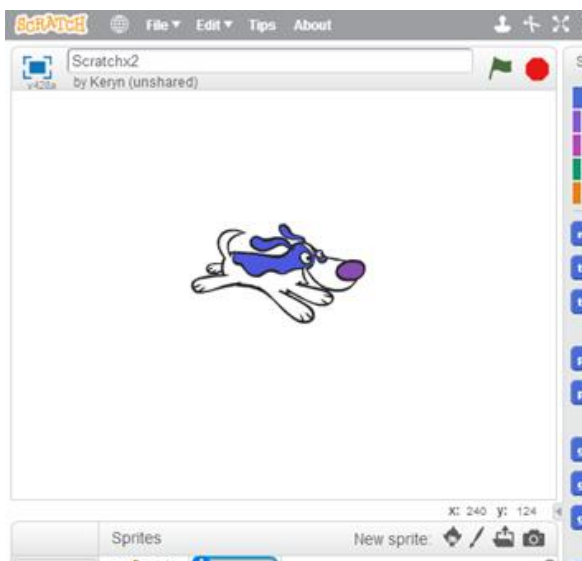 SCRATCH File Edit Tips About
Scratchx2
v428a by Keryn (unshared)
x: 240 y: 124
Sprites New sprite: